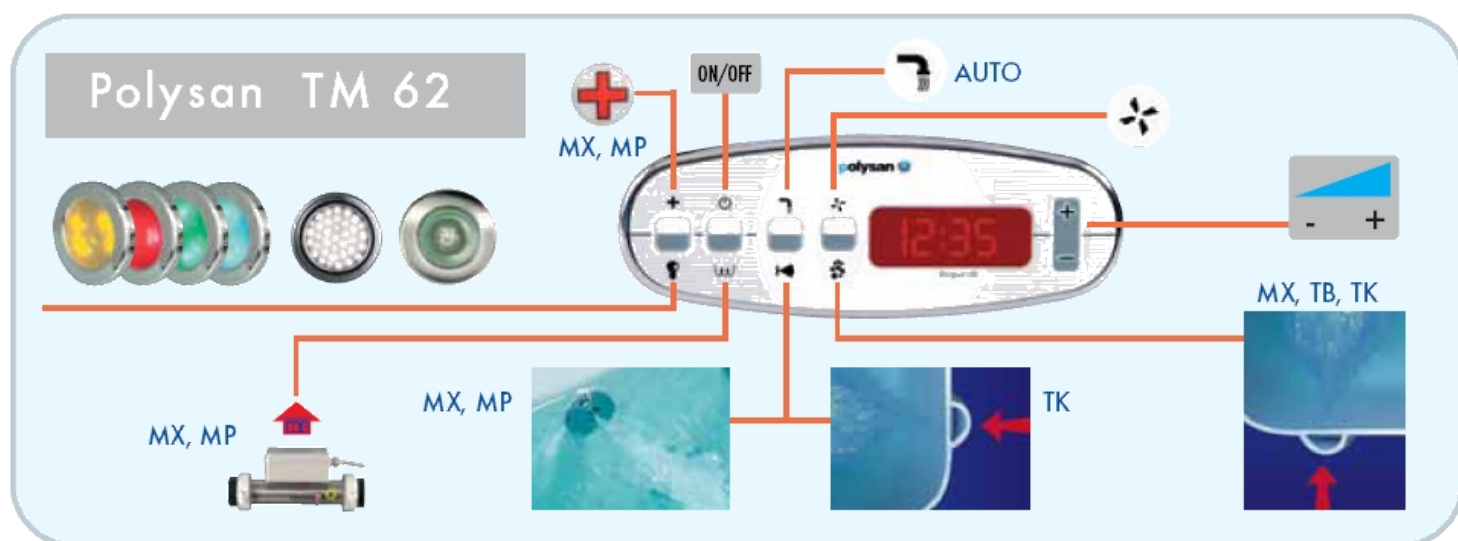 Polysan TM 62
ON/OFF
AUTO
MX, MP
polysan
12:35
- +
+
−
MX, TB, TK
MX, MP
TK
MX, MP